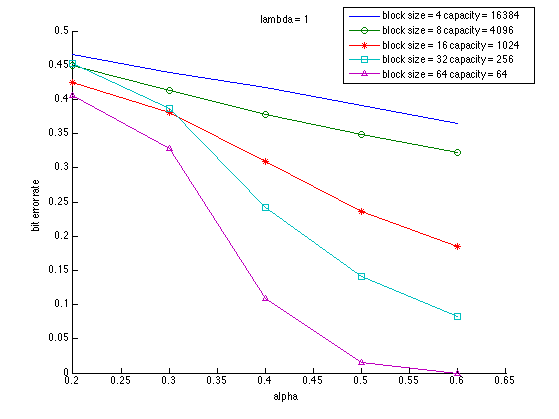 lambda = 1
block size = 4 capacity = 16384
block size = 8 capacity = 4096
block size = 16 capacity = 1024
block size = 32 capacity = 256
block size = 64 capacity = 64
0.5
0.45
0.4
0.35
0.3
0.25
0.2
0.15
0.1
0.05
0
bit error rate
0.2
0.25
0.3
0.35
0.4
0.45
0.5
0.55
0.6
0.65
alpha